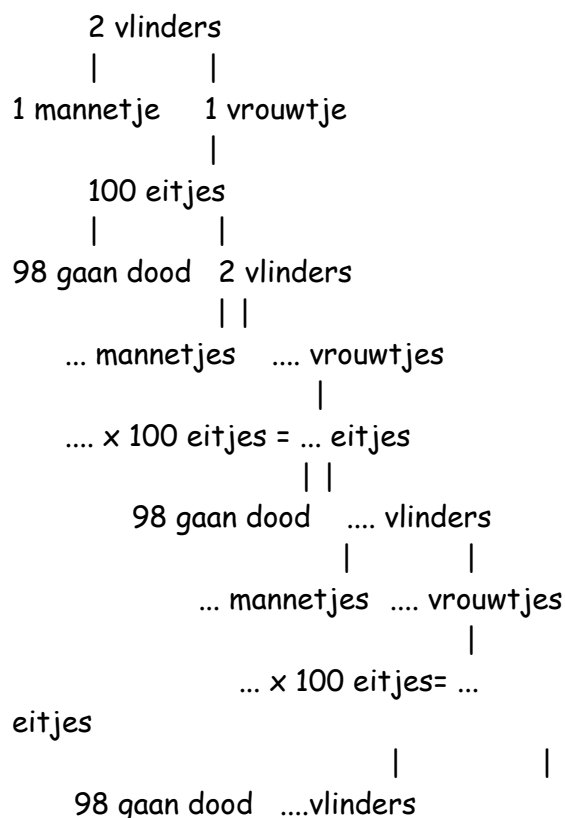 2 vlinders
| |
1 mannetje 1 vrouwtje
|
100 eitjes
| |
98 gaan dood 2 vlinders
| |
... mannetjes .... vrouwtjes
|
.... x 100 eitjes = ... eitjes
| |
98 gaan dood .... vlinders
| |
... mannetjes .... vrouwtjes
|
... x 100 eitjes= ...
eitjes
| |
98 gaan dood ....vlinders